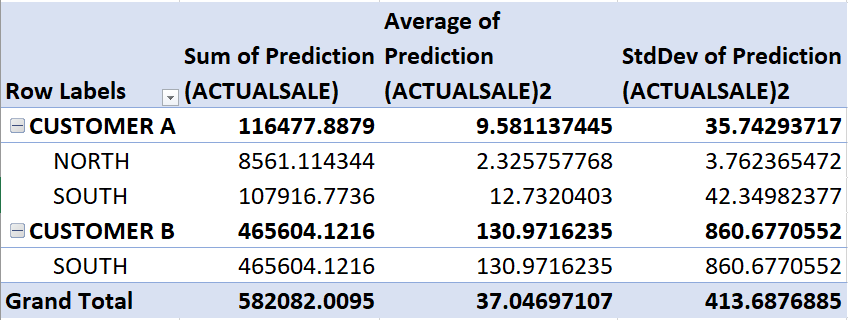 Row Labels Sum of Prediction (ACTUALSALE) Average of Prediction (ACTUALSALE)2 StdDev of Prediction (ACTUALSALE)2
CUSTOMER A 116477.8879 9.581137445 35.74293717
NORTH 8561.114344 2.325757768 3.762365472
SOUTH 107916.7736 12.7320403 42.34982377
CUSTOMER B 465604.1216 130.9716235 860.6770552
SOUTH 465604.1216 130.9716235 860.6770552
Grand Total 582082.0095 37.04697107 413.6876885